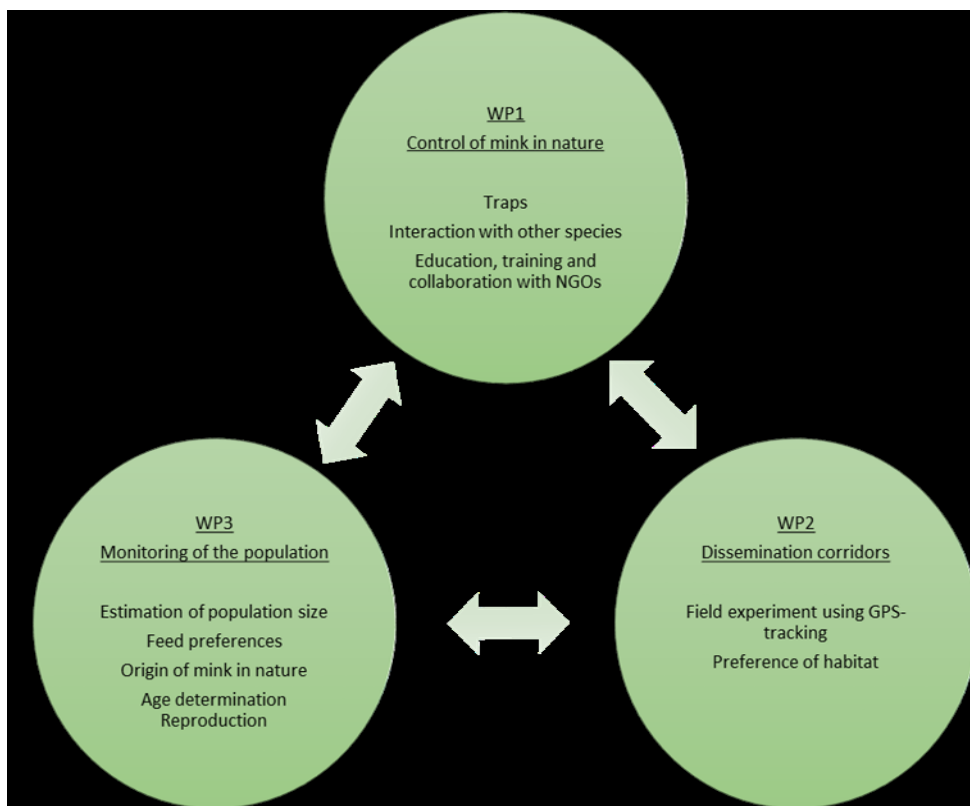 WP1
Control of mink in nature
Traps
Interaction with other species
Education, training and
collaboration with NGOs
WP3
Monitoring of the population
Estimation of population size
Feed preferences
Origin of mink in nature
Age determination
Reproduction
WP2
Dissemination corridors
Field experiment using GPS-
tracking
Preference of habitat